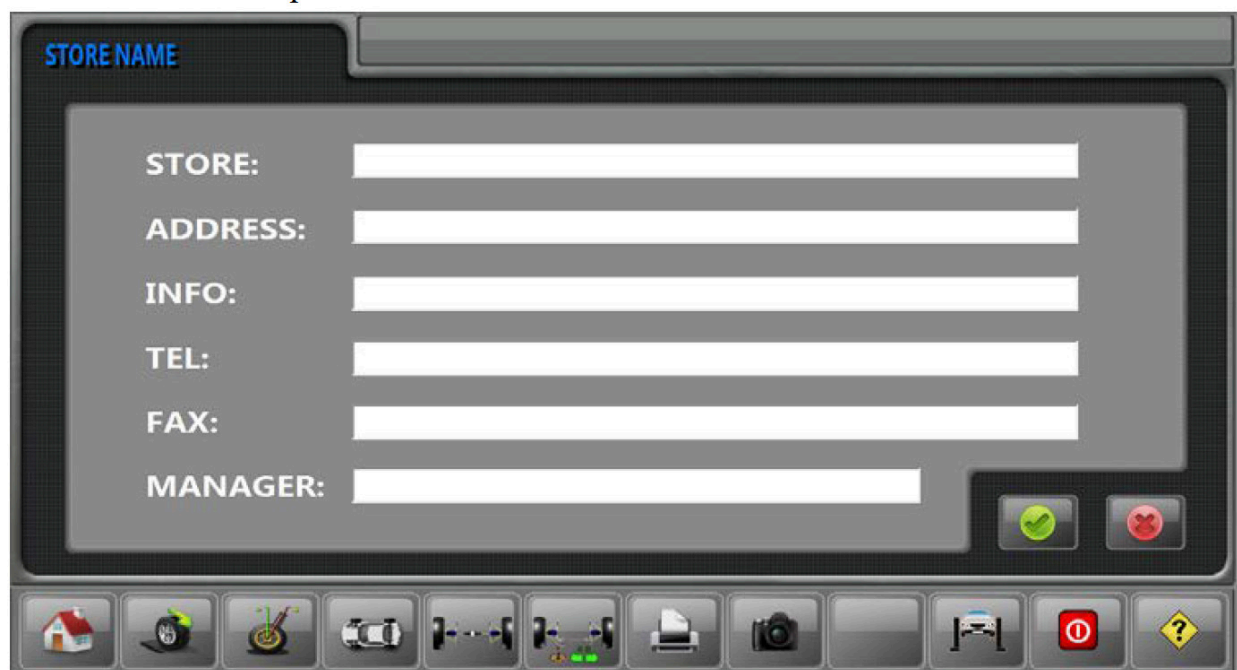 STORE NAME
STORE:
ADDRESS:
INFO:
TEL:
FAX:
MANAGER:
?